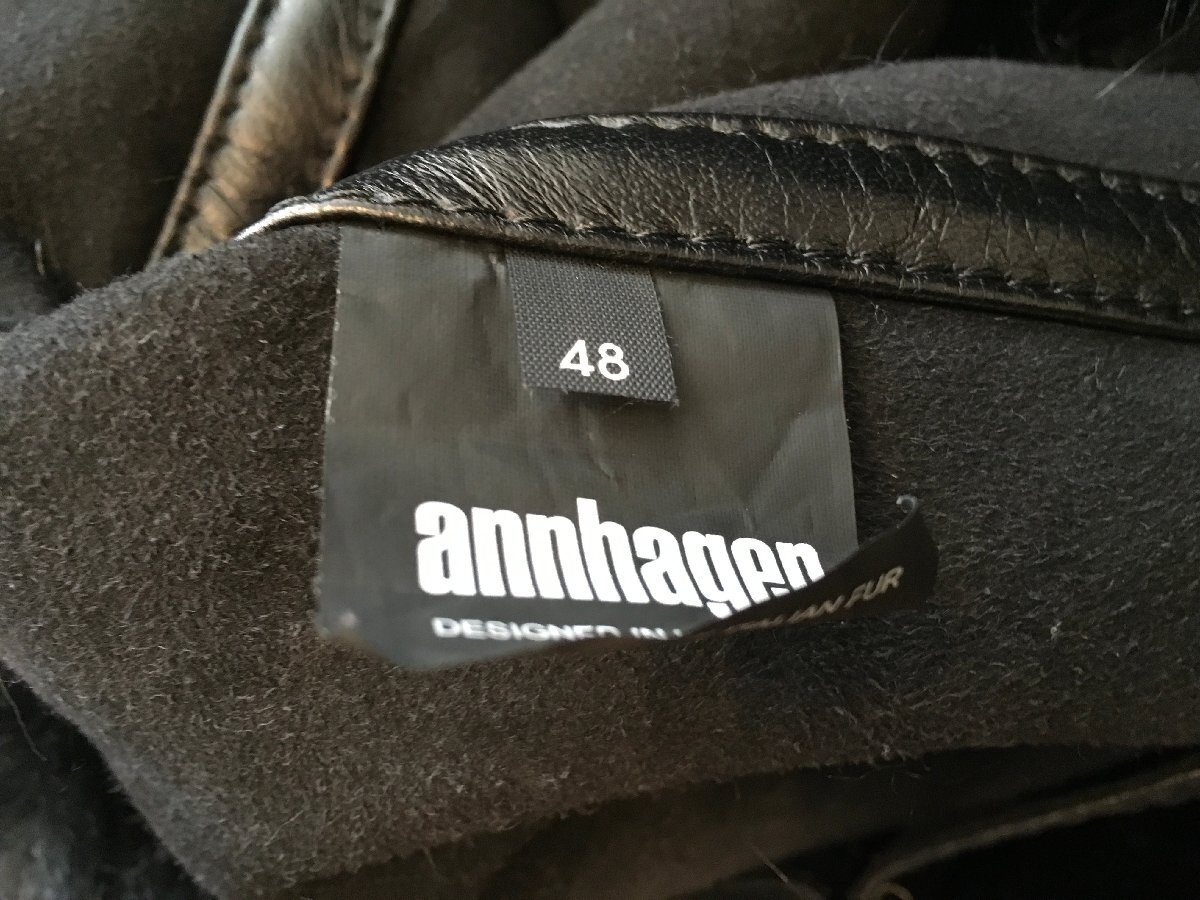 48
annhagen
DESIGNED IN
FUR